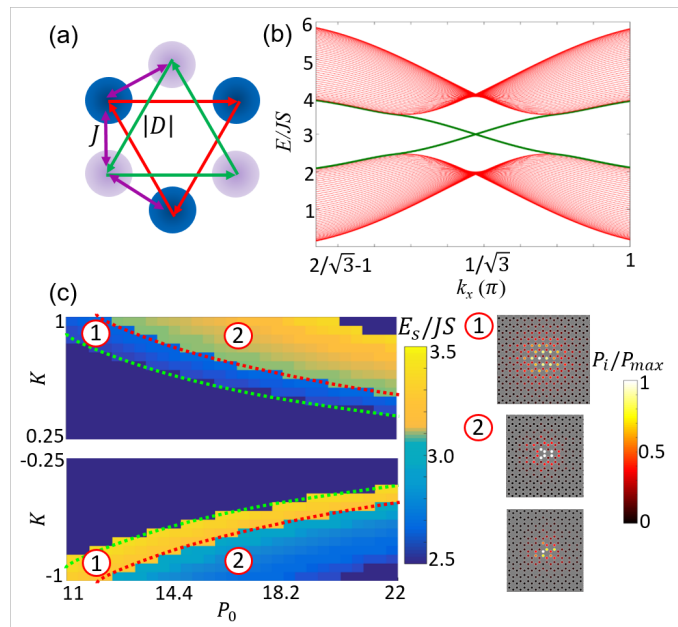 (a)
J
|D|
(b)
E/JS
6
5
4
3
2
1
2/√3-1
1/√3
1
k_x (π)
(c)
K
1
0.25
1
2
-0.25
K
-1
1
2
11
14.4
18.2
22
P_0
E_s/JS
3.5
3.0
2.5
1
2
P_i/P_max
1
0.5
0